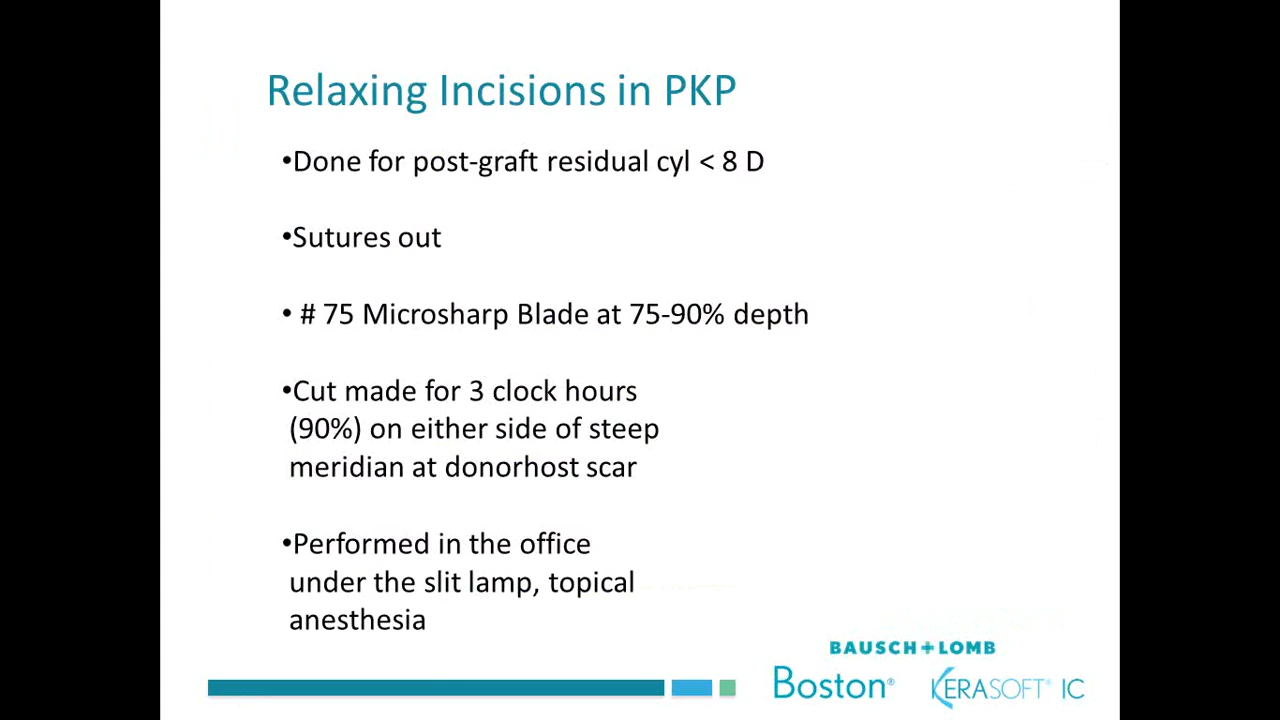 Relaxing Incisions in PKP
•Done for post-graft residual cyl < 8 D
•Sutures out
• # 75 Microsharp Blade at 75-90% depth
•Cut made for 3 clock hours
(90%) on either side of steep
meridian at donorhost scar
•Performed in the office
under the slit lamp, topical
anesthesia
BAUSCH+LOMB
Boston®
KERASOFT® IC